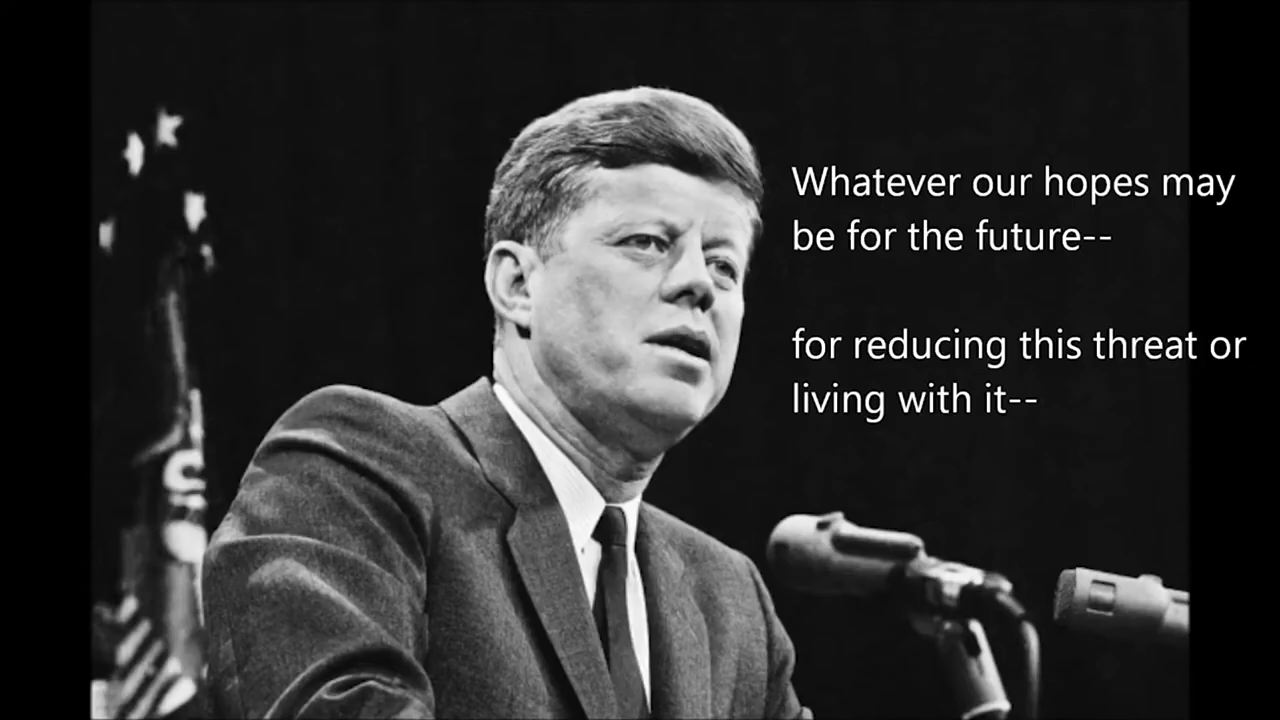 Whatever our hopes may
be for the future--
for reducing this threat or
living with it--